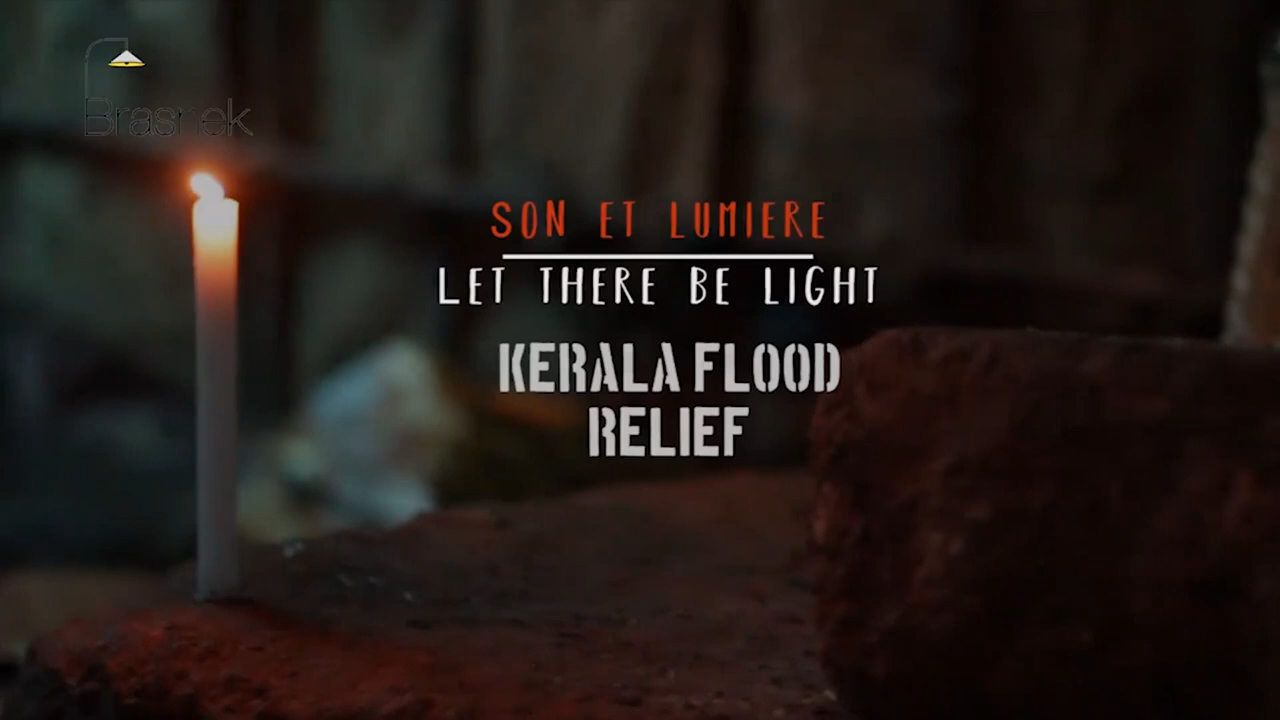 Brasnek
SON ET LUMIERE
LET THERE BE LIGHT
KERALA FLOOD
RELIEF